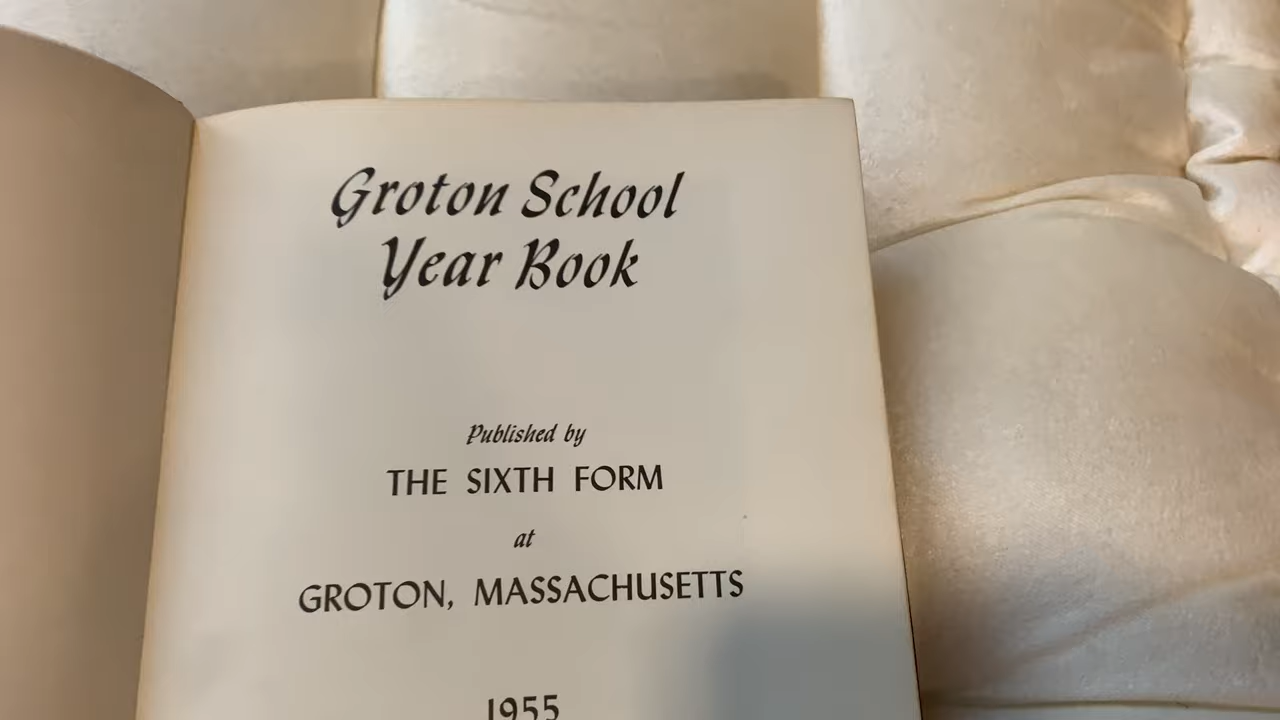 Groton School
Year Book
Published by
THE SIXTH FORM
at
GROTON, MASSACHUSETTS
1955